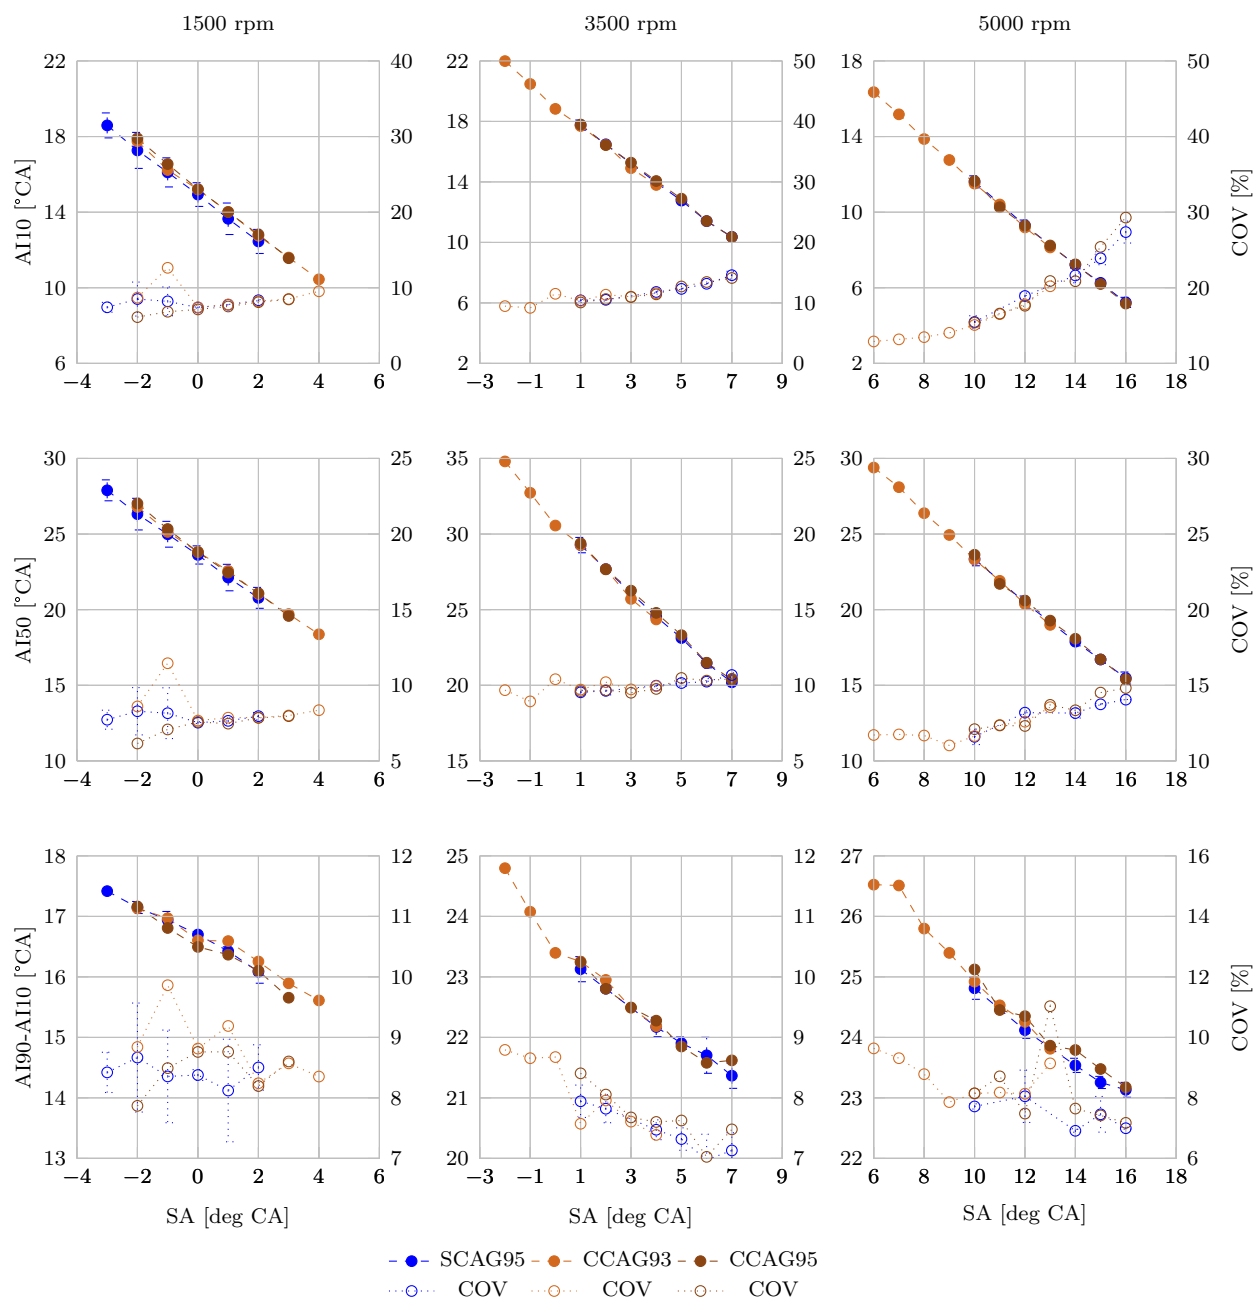 1500 rpm 3500 rpm 5000 rpm
22 40 22 50 18 50
18 30 18 40 14 40
14 20 14 30 10 30
10 10 10 20 6 20
6 10
6 0 2 0 2 10
−4 −2 0 2 4 6 −3 −1 1 3 5 7 9 6 8 10 12 14 16 18
AI10 [°CA] COV [%]
30 25 35 25 30 30
25 20 30 20 25 25
20 15 25 15 20 20
15 10 20 10 15 15
10 5 15 5 10 10
−4 −2 0 2 4 6 −3 −1 1 3 5 7 9 6 8 10 12 14 16 18
AI50 [°CA] COV [%]
18 12 25 12 27 16
17 11 24 11 26 14
16 10 23 10 25 12
15 9 22 9 24 10
14 8 21 8 23 8
13 7 20 7 22 6
−4 −2 0 2 4 6 −3 −1 1 3 5 7 9 6 8 10 12 14 16 18
AI90-AI10 [°CA] COV [%]
SA [deg CA] SA [deg CA] SA [deg CA]
SCAG95 CCAG93 CCAG95
COV COV COV